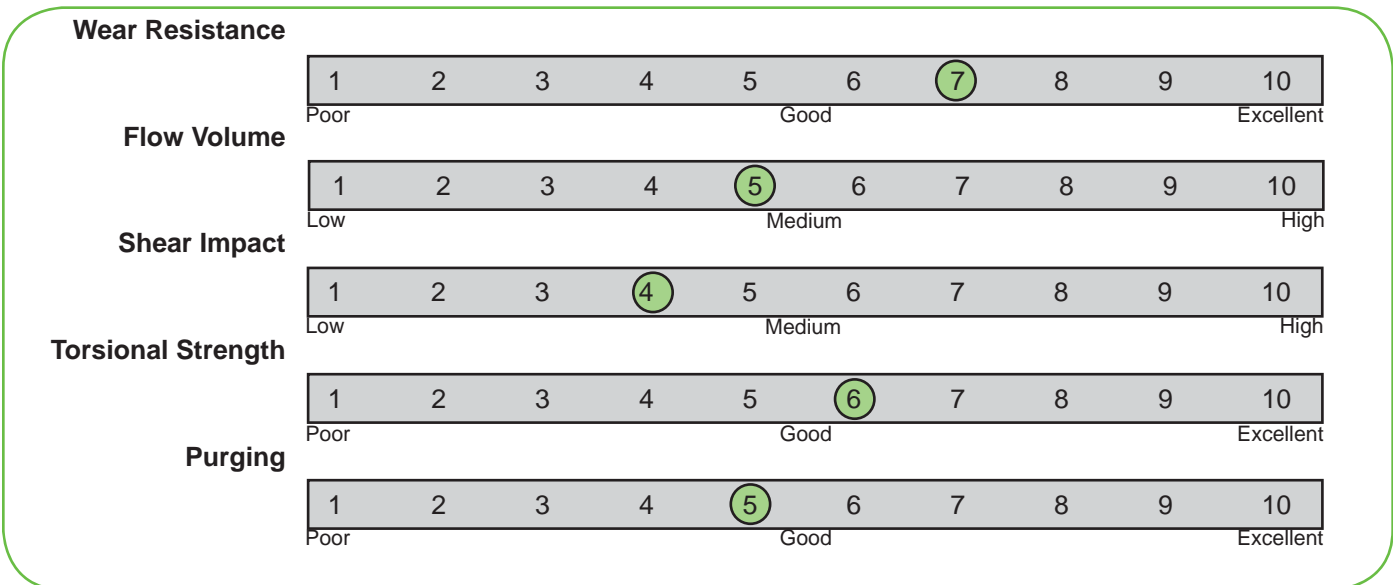 Wear Resistance
1 2 3 4 5 6 7 8 9 10
Poor Good Excellent
Flow Volume
1 2 3 4 5 6 7 8 9 10
Low Medium High
Shear Impact
1 2 3 4 5 6 7 8 9 10
Low Medium High
Torsional Strength
1 2 3 4 5 6 7 8 9 10
Poor Good Excellent
Purging
1 2 3 4 5 6 7 8 9 10
Poor Good Excellent